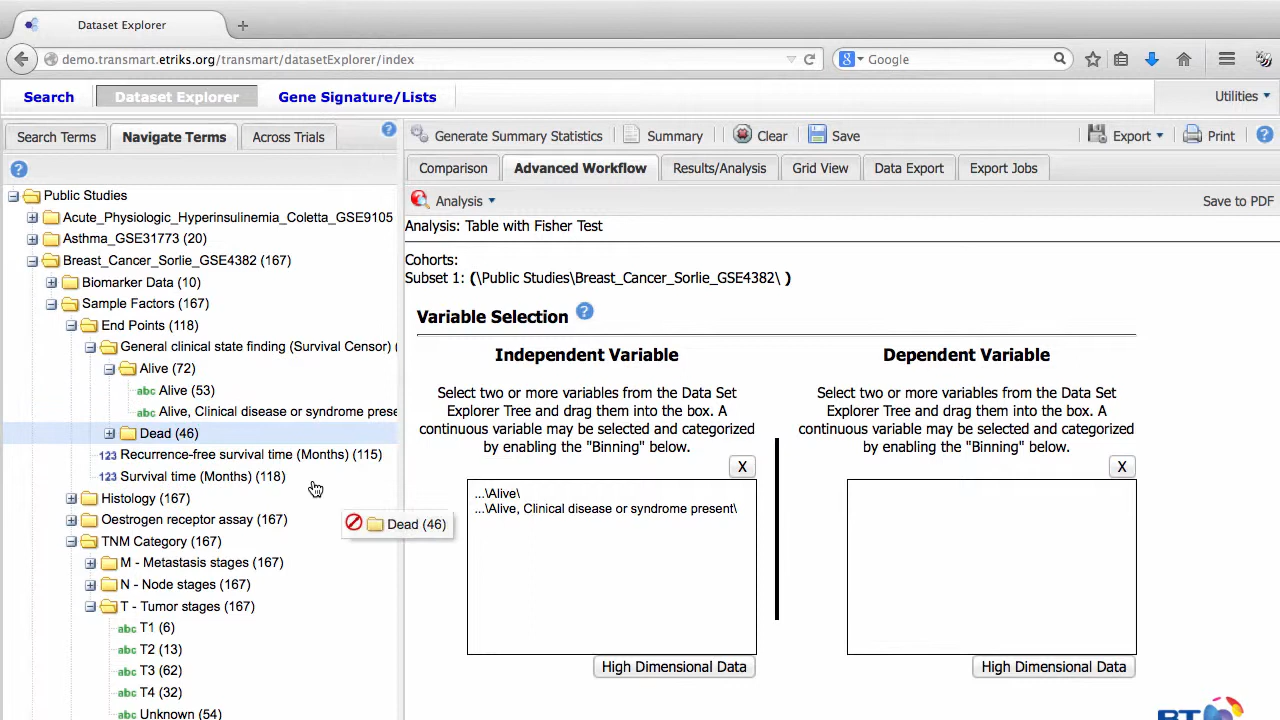 Dataset Explorer
demo.transmart.etriks.org/transmart/datasetExplorer/index
Google
Search
Dataset Explorer
Gene Signature/Lists
Utilities
Search Terms
Navigate Terms
Across Trials
Generate Summary Statistics
Summary
Clear
Save
Export
Print
Comparison
Advanced Workflow
Results/Analysis
Grid View
Data Export
Export Jobs
Analysis
Save to PDF
Public Studies
Acute_Physiologic_Hyperinsulinemia_Coletta_GSE9105
Asthma_GSE31773 (20)
Breast_Cancer_Sorlie_GSE4382 (167)
Biomarker Data (10)
Sample Factors (167)
End Points (118)
General clinical state finding (Survival Censor) (
Alive (72)
abc Alive (53)
abc Alive, Clinical disease or syndrome prese
Dead (46)
123 Recurrence-free survival time (Months) (115)
123 Survival time (Months) (118)
Histology (167)
Oestrogen receptor assay (167)
TNM Category (167)
M - Metastasis stages (167)
N - Node stages (167)
T - Tumor stages (167)
abc T1 (6)
abc T2 (13)
abc T3 (62)
abc T4 (32)
abc Unknown (54)
Dead (46)
Analysis: Table with Fisher Test
Cohorts:
Subset 1: (\Public Studies\Breast_Cancer_Sorlie_GSE4382\ )
Variable Selection
Independent Variable
Select two or more variables from the Data Set
Explorer Tree and drag them into the box. A
continuous variable may be selected and categorized
by enabling the "Binning" below.
X
...\Alive\
...\Alive, Clinical disease or syndrome present\
High Dimensional Data
Dependent Variable
Select two or more variables from the Data Set
Explorer Tree and drag them into the box. A
continuous variable may be selected and categorized
by enabling the "Binning" below.
X
High Dimensional Data
BT